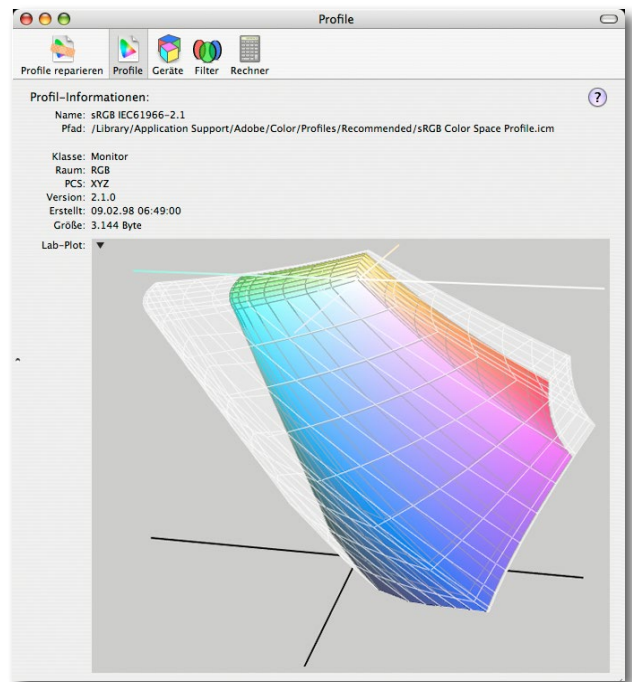 Profile
Profile reparieren Profile Geräte Filter Rechner
Profil-Informationen:
?
Name: sRGB IEC61966-2.1
Pfad: /Library/Application Support/Adobe/Color/Profiles/Recommended/sRGB Color Space Profile.icm
Klasse: Monitor
Raum: RGB
PCS: XYZ
Version: 2.1.0
Erstellt: 09.02.98 06:49:00
Größe: 3.144 Byte
Lab-Plot: